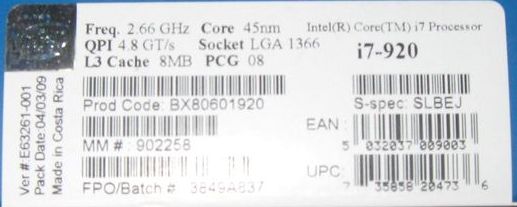 Freq. 2.66 GHz Core 45nm
Intel(R) Core(TM) i7 Processor
QPI 4.8 GT/s Socket LGA 1366
i7-920
L3 Cache 8MB PCG 08
Prod Code: BX80601920
S-spec: SLBEJ
MM # : 902258
EAN :
5 032037 009003
FPO/Batch # 3849A837
UPC :
7 35858 20473 6
Ver #:E63261-001
Pack Date:04/03/09
Made in Costa Rica